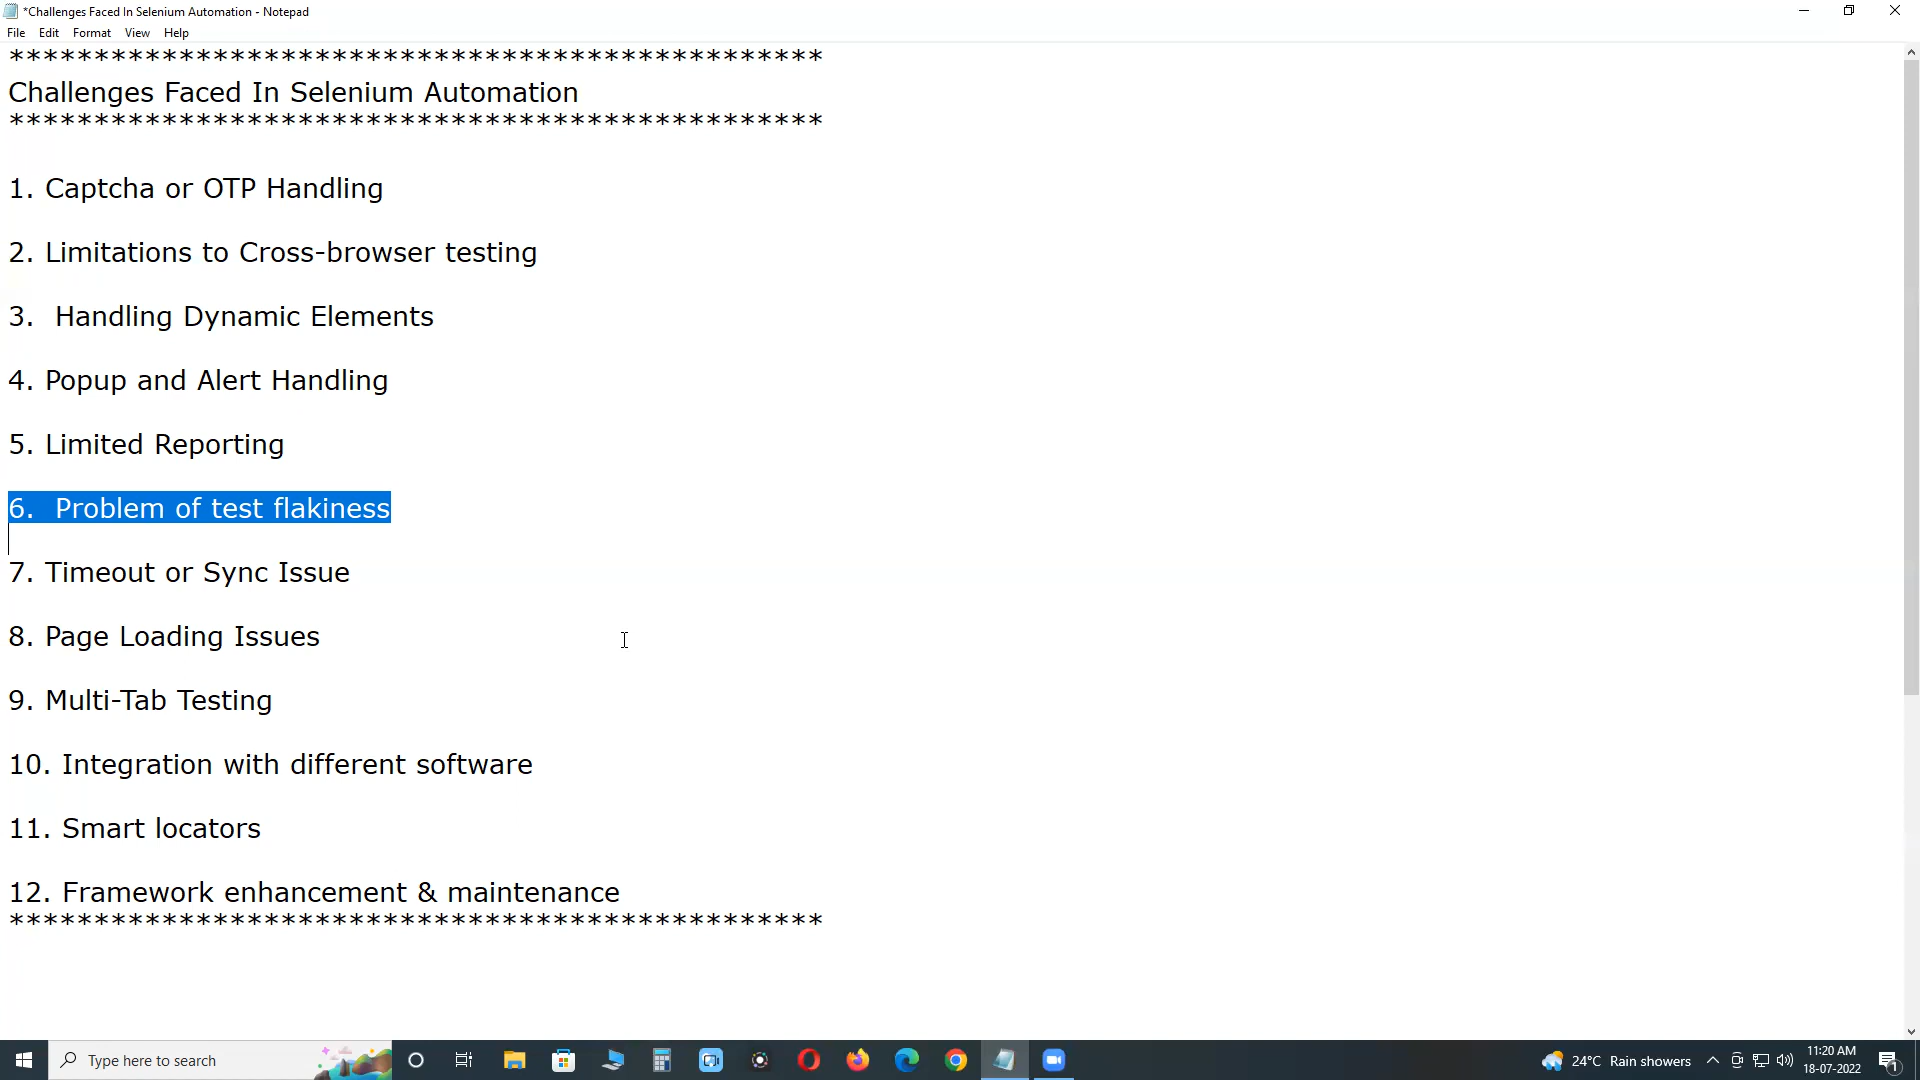 *Challenges Faced In Selenium Automation - Notepad
File Edit Format View Help
************************************************
Challenges Faced In Selenium Automation
************************************************
1. Captcha or OTP Handling
2. Limitations to Cross-browser testing
3.  Handling Dynamic Elements
4. Popup and Alert Handling
5. Limited Reporting
6.  Problem of test flakiness
7. Timeout or Sync Issue
8. Page Loading Issues
9. Multi-Tab Testing
10. Integration with different software
11. Smart locators
12. Framework enhancement & maintenance
************************************************
Type here to search
24°C Rain showers
11:20 AM
18-07-2022
1